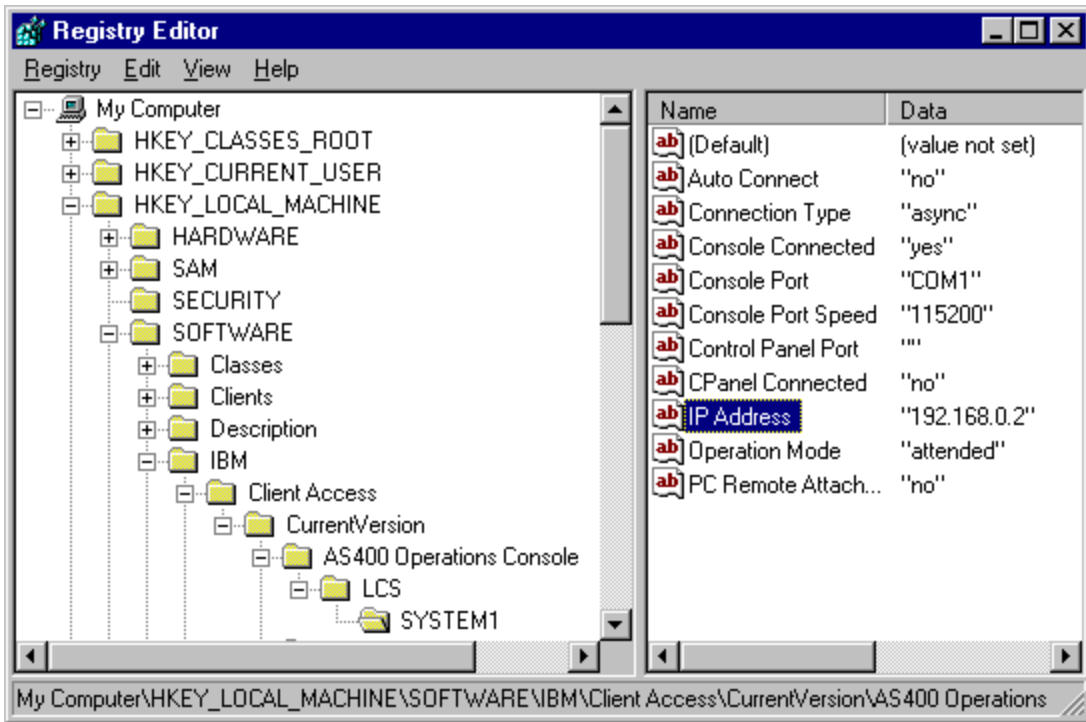 Registry Editor
Registry Edit View Help
My Computer
HKEY_CLASSES_ROOT
HKEY_CURRENT_USER
HKEY_LOCAL_MACHINE
HARDWARE
SAM
SECURITY
SOFTWARE
Classes
Clients
Description
IBM
Client Access
CurrentVersion
AS400 Operations Console
LCS
SYSTEM1
Name Data
(Default) (value not set)
Auto Connect "no"
Connection Type "async"
Console Connected "yes"
Console Port "COM1"
Console Port Speed "115200"
Control Panel Port ""
CPanel Connected "no"
IP Address "192.168.0.2"
Operation Mode "attended"
PC Remote Attach... "no"
My Computer\HKEY_LOCAL_MACHINE\SOFTWARE\IBM\Client Access\CurrentVersion\AS400 Operations